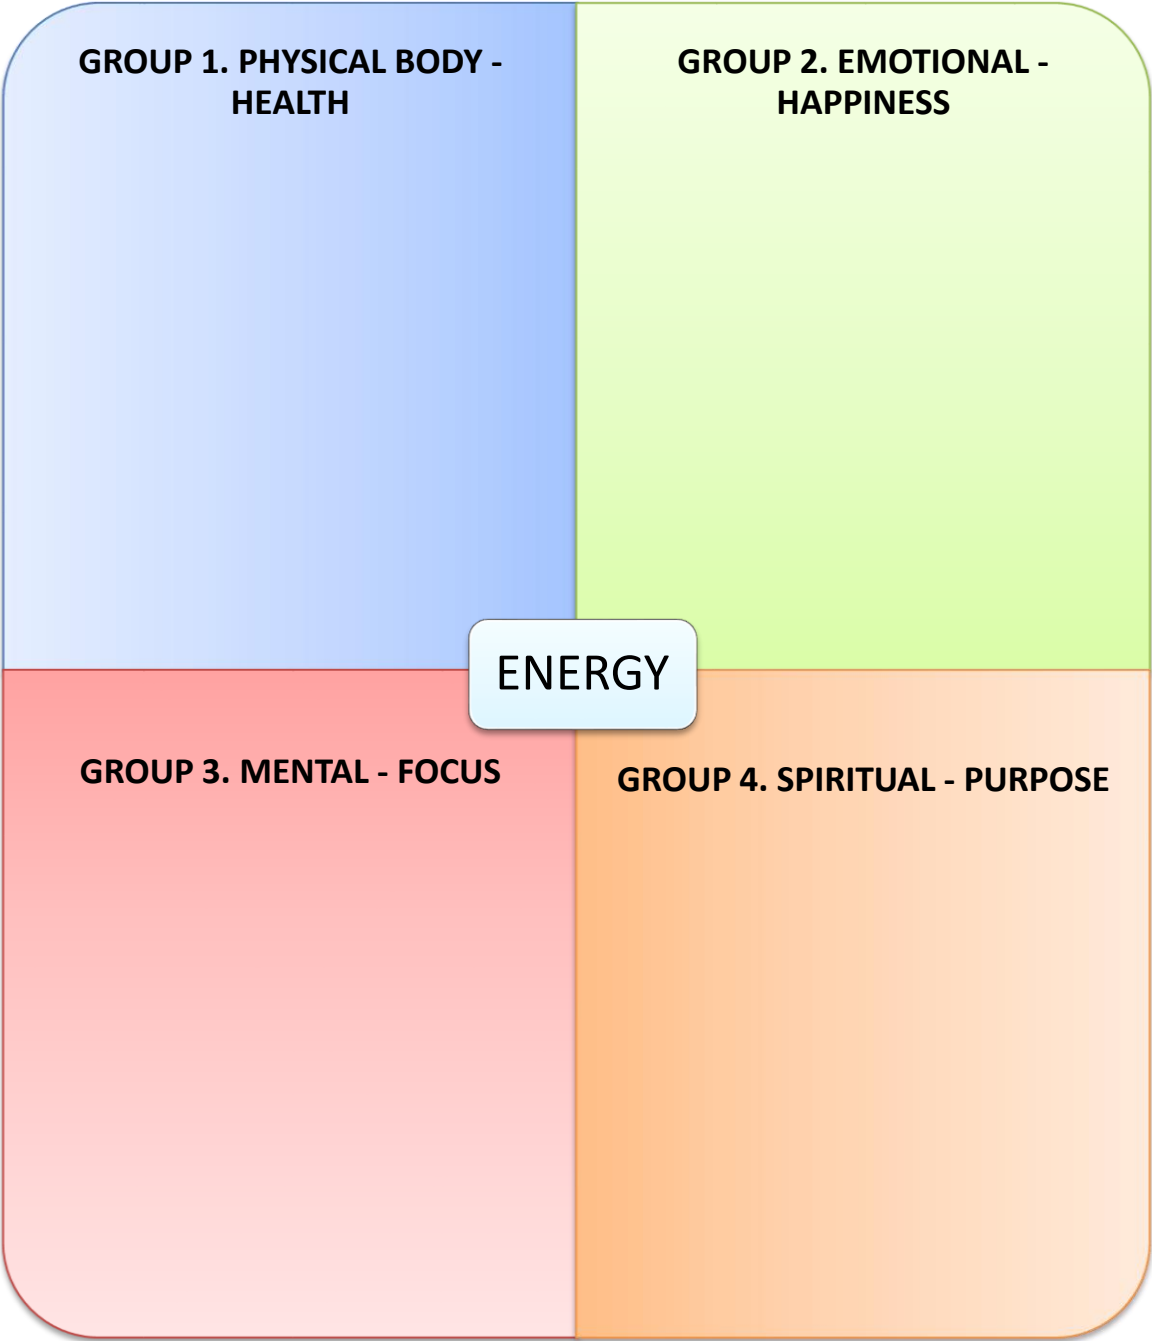 GROUP 1. PHYSICAL BODY -
HEALTH
GROUP 2. EMOTIONAL -
HAPPINESS
ENERGY
GROUP 3. MENTAL - FOCUS
GROUP 4. SPIRITUAL - PURPOSE